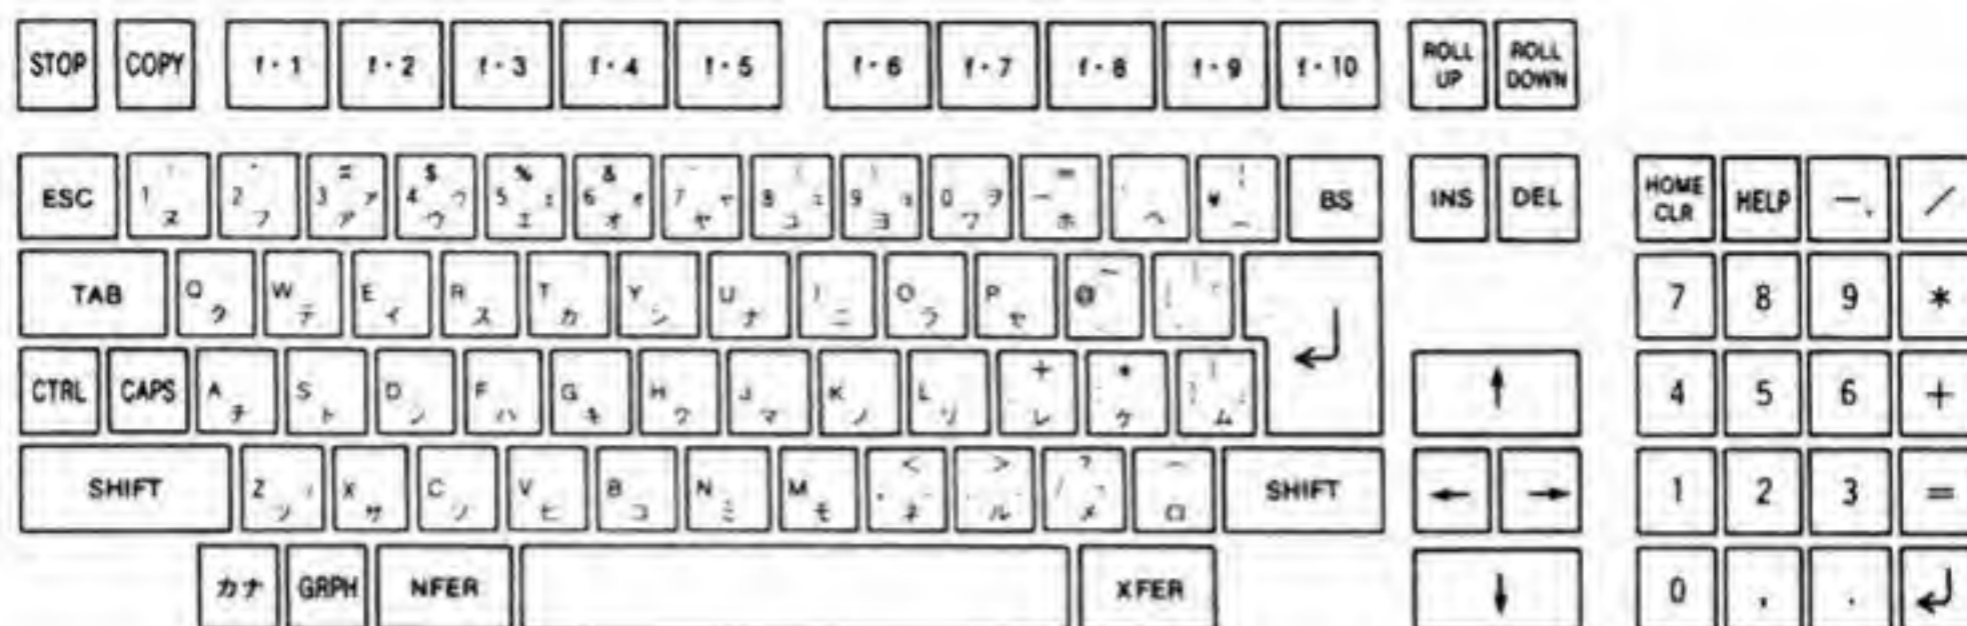 STOP COPY f・1 f・2 f・3 f・4 f・5 f・6 f・7 f・8 f・9 f・10 ROLL UP ROLL DOWN
ESC 1 ヌ 2 フ 3 ア $ 4 ウ % 5 エ & 6 オ 7 ヤ 8 ユ 9 ヨ 0 ヲ ワ = ー ホ ヘ ¥ ー BS INS DEL HOME CLR HELP − /
TAB Q ク W テ E イ R ス T カ Y ン U ナ I ニ O ラ P セ @ [ 7 8 9 *
CTRL CAPS A チ S ト D シ F ハ G キ H ク J マ K ノ L リ + レ * ケ ] ム ↑ 4 5 6 +
SHIFT Z ツ X サ C ソ V ヒ B コ N ミ M モ < ネ > ル ? / メ ロ SHIFT ← → 1 2 3 =
カナ GRPH NFER XFER ↓ 0 , .